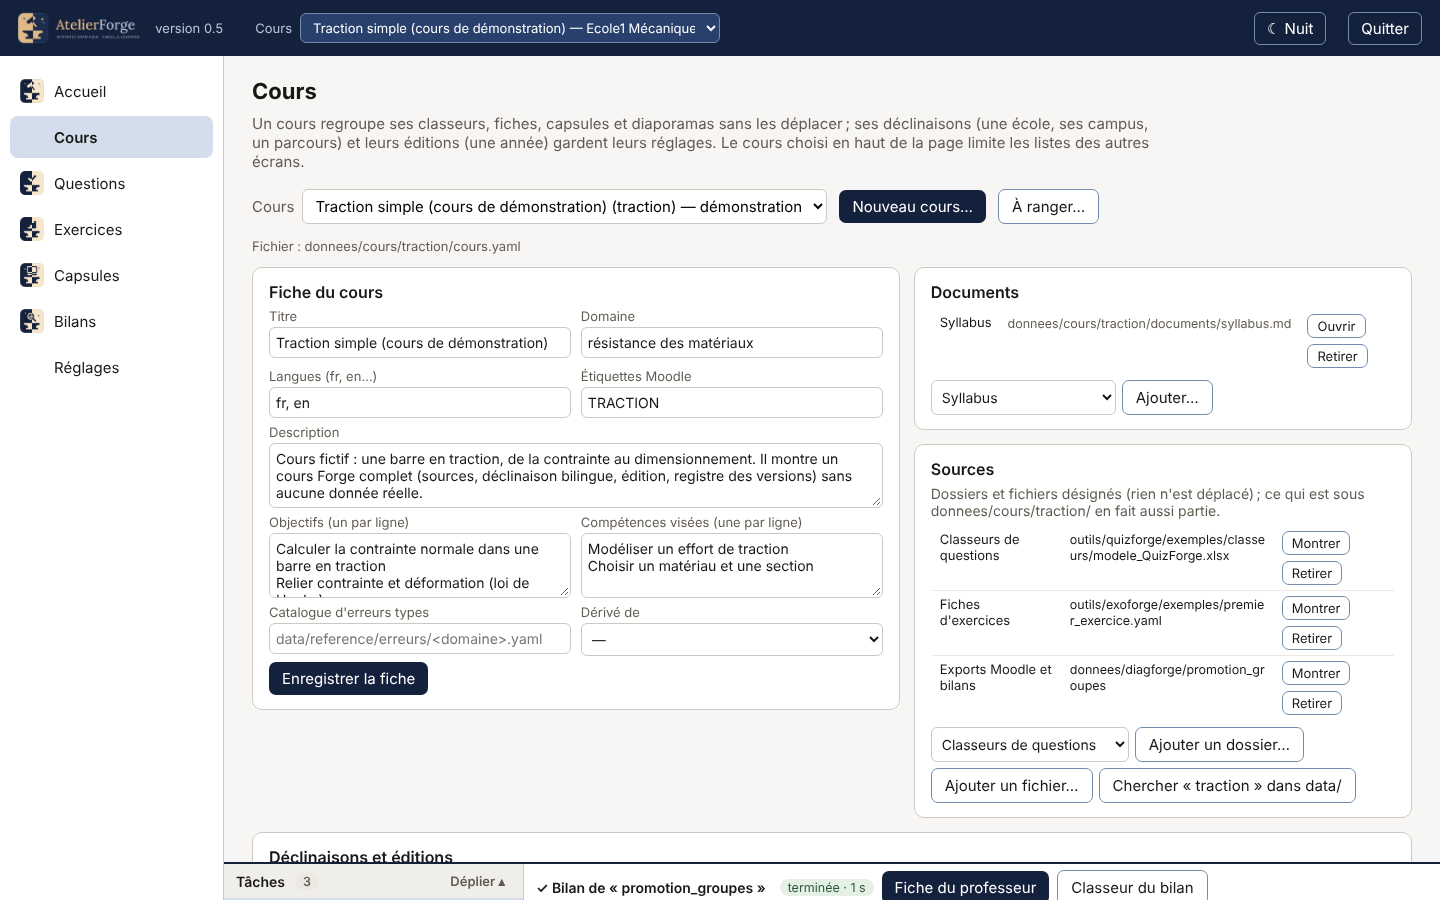 AtelierForge
version 0.5
Cours
Traction simple (cours de démonstration) — Ecole1 Mécanique
☾ Nuit
Quitter
Accueil
Cours
Questions
Exercices
Capsules
Bilans
Réglages
Cours
Un cours regroupe ses classeurs, fiches, capsules et diaporamas sans les déplacer ; ses déclinaisons (une école, ses campus,
un parcours) et leurs éditions (une année) gardent leurs réglages. Le cours choisi en haut de la page limite les listes des autres
écrans.
Cours
Traction simple (cours de démonstration) (traction) — démonstration
Nouveau cours…
À ranger…
Fichier : donnees/cours/traction/cours.yaml
Fiche du cours
Titre
Domaine
Traction simple (cours de démonstration)
résistance des matériaux
Langues (fr, en…)
Étiquettes Moodle
fr, en
TRACTION
Description
Cours fictif : une barre en traction, de la contrainte au dimensionnement. Il montre un
cours Forge complet (sources, déclinaison bilingue, édition, registre des versions) sans
aucune donnée réelle.
Objectifs (un par ligne)
Compétences visées (une par ligne)
Calculer la contrainte normale dans une
barre en traction
Relier contrainte et déformation (loi de
Modéliser un effort de traction
Choisir un matériau et une section
Catalogue d'erreurs types
Dérivé de
data/reference/erreurs/<domaine>.yaml
—
Enregistrer la fiche
Documents
Syllabus
donnees/cours/traction/documents/syllabus.md
Ouvrir
Retirer
Syllabus
Ajouter…
Sources
Dossiers et fichiers désignés (rien n'est déplacé) ; ce qui est sous
donnees/cours/traction/ en fait aussi partie.
Classeurs de
questions
outils/quizforge/exemples/classe
urs/modele_QuizForge.xlsx
Montrer
Retirer
Fiches
d'exercices
outils/exoforge/exemples/premie
r_exercice.yaml
Montrer
Retirer
Exports Moodle et
bilans
donnees/diagforge/promotion_gr
oupes
Montrer
Retirer
Classeurs de questions
Ajouter un dossier…
Ajouter un fichier…
Chercher « traction » dans data/
Déclinaisons et éditions
Tâches
3
Déplier ▴
✓ Bilan de « promotion_groupes »
terminée · 1 s
Fiche du professeur
Classeur du bilan